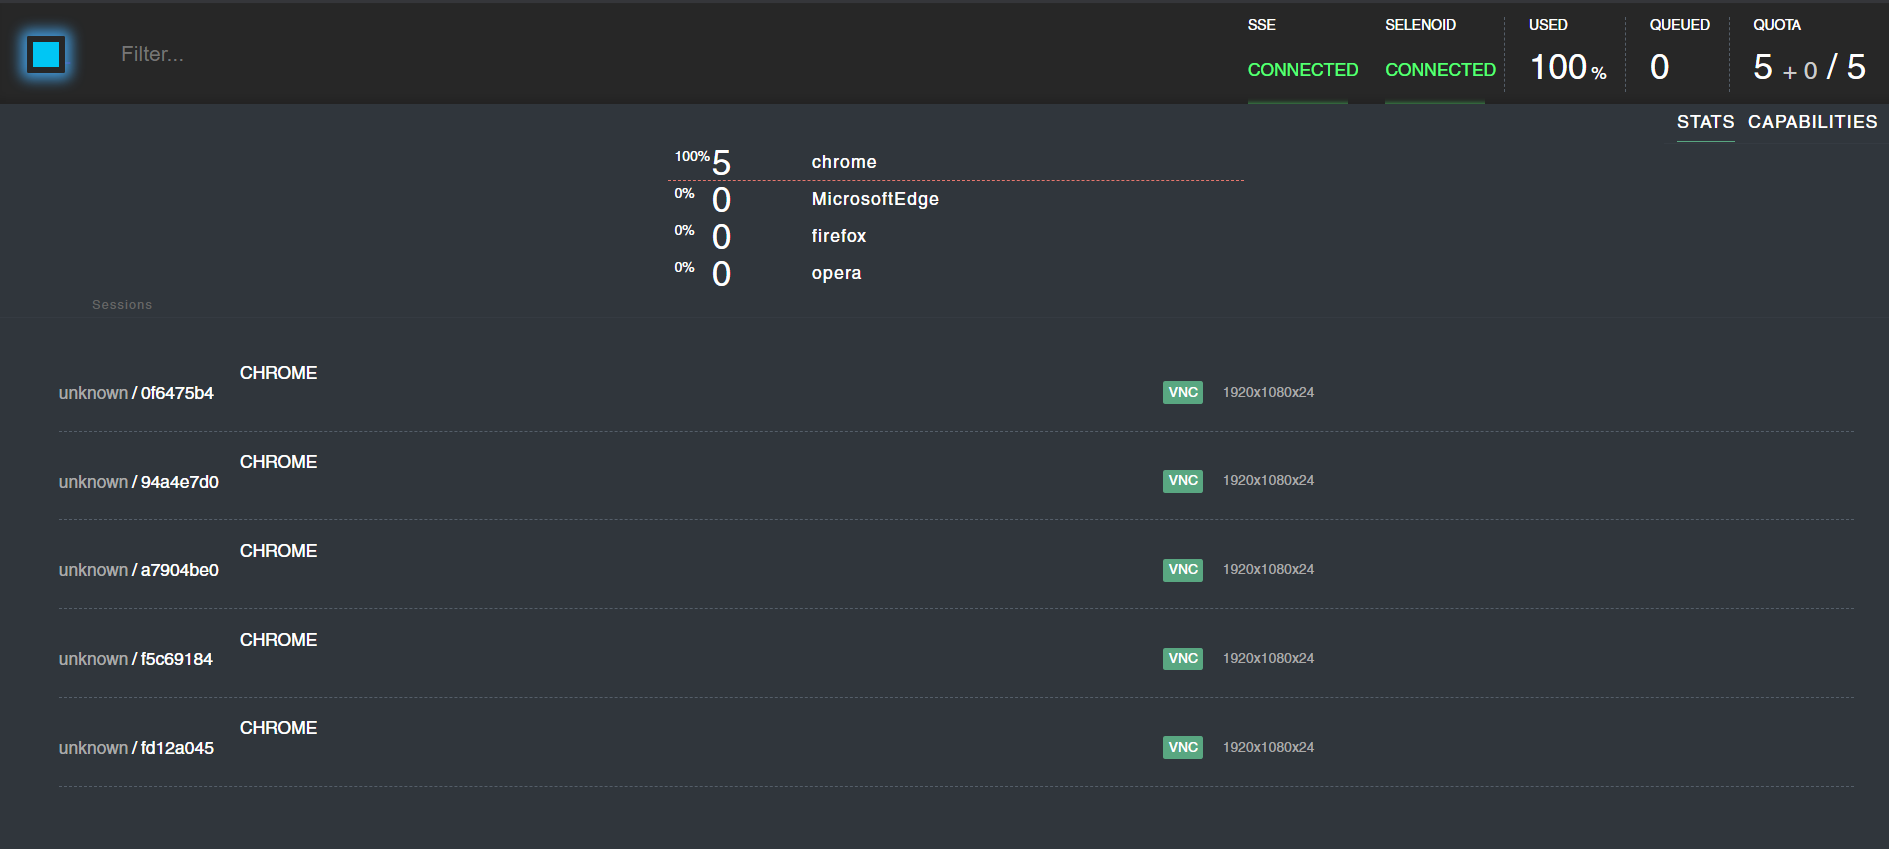 Filter...
SSE
CONNECTED
SELENOID
CONNECTED
USED
100 %
QUEUED
0
QUOTA
5 + 0 / 5
STATS CAPABILITIES
100% 5 chrome
0% 0 MicrosoftEdge
0% 0 firefox
0% 0 opera
Sessions
CHROME
unknown / 0f6475b4 VNC 1920x1080x24
CHROME
unknown / 94a4e7d0 VNC 1920x1080x24
CHROME
unknown / a7904be0 VNC 1920x1080x24
CHROME
unknown / f5c69184 VNC 1920x1080x24
CHROME
unknown / fd12a045 VNC 1920x1080x24